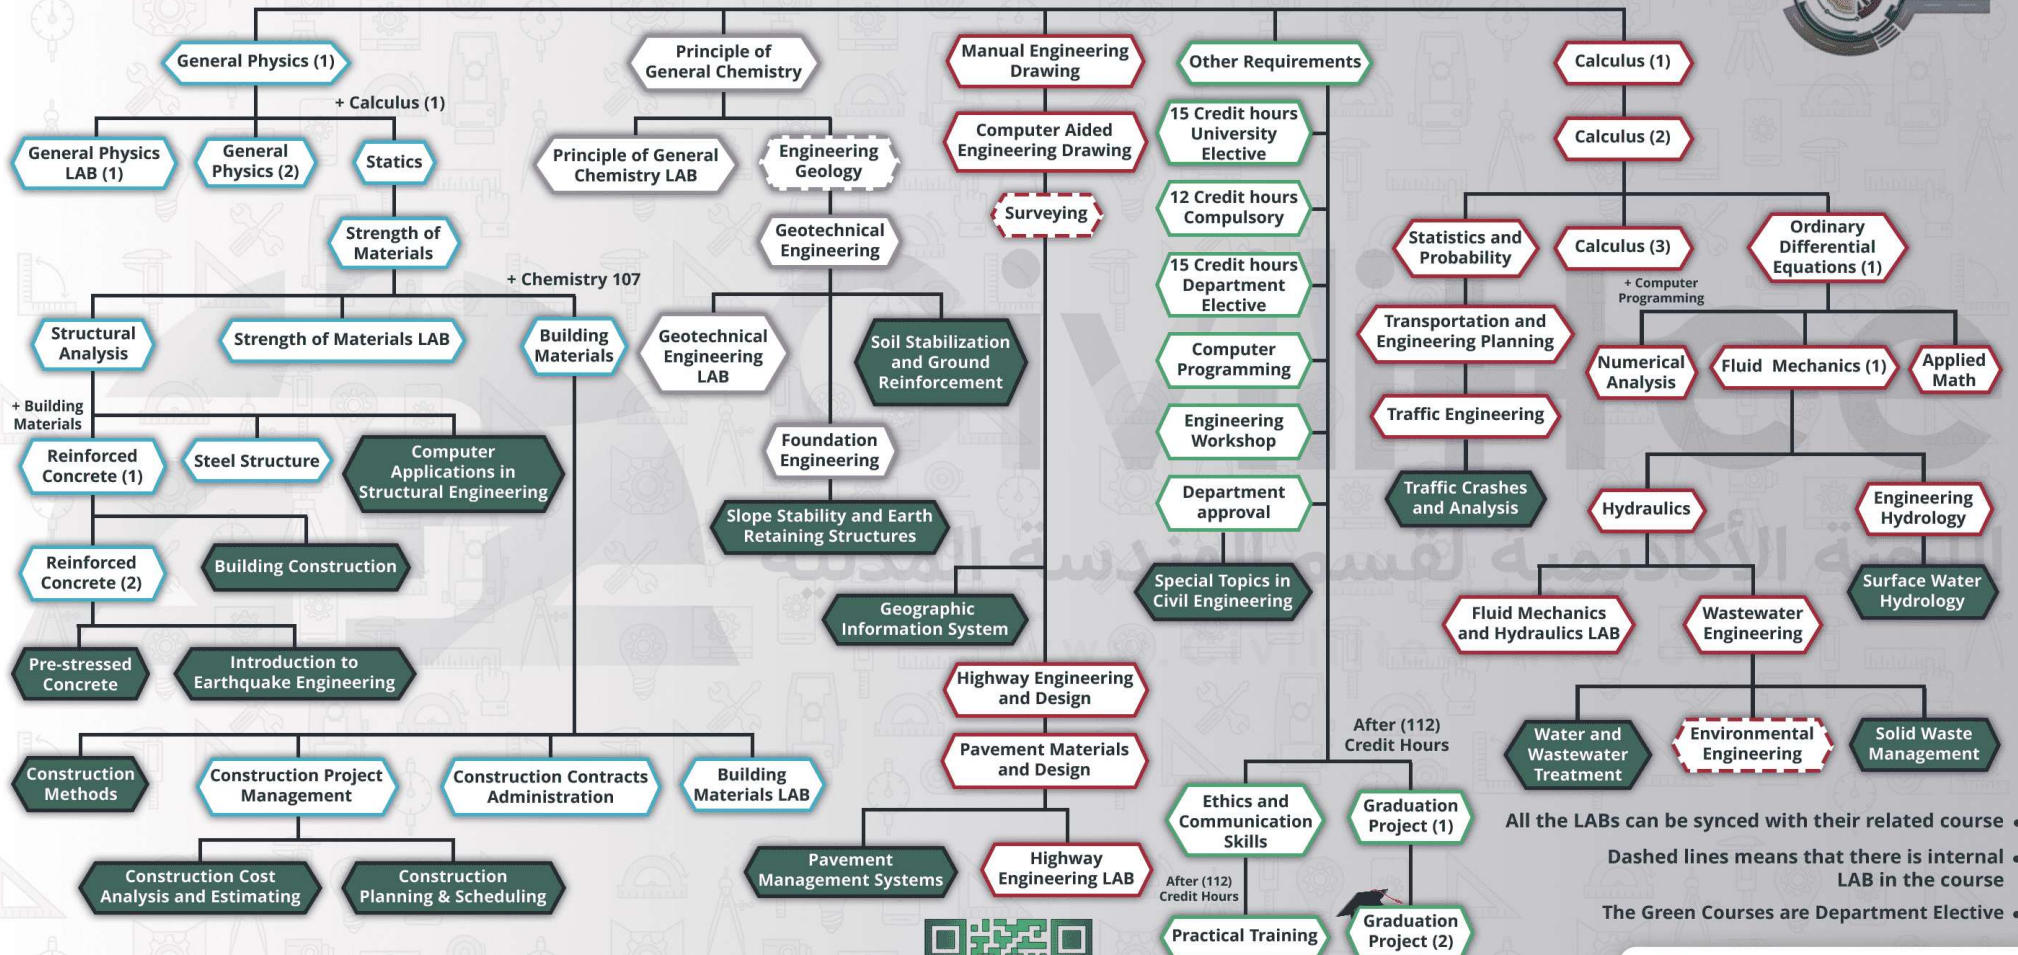 General Physics (1)
+ Calculus (1)
General Physics
LAB (1)
General
Physics (2)
Statics
Strength of
Materials
+ Chemistry 107
Structural
Analysis
Strength of Materials LAB
Building
Materials
+ Building
Materials
Reinforced
Concrete (1)
Steel Structure
Computer
Applications in
Structural Engineering
Reinforced
Concrete (2)
Building Construction
Pre-stressed
Concrete
Introduction to
Earthquake Engineering
Construction
Methods
Construction Project
Management
Construction Contracts
Administration
Building
Materials LAB
Construction Cost
Analysis and Estimating
Construction
Planning & Scheduling
Principle of
General Chemistry
Principle of General
Chemistry LAB
Engineering
Geology
Geotechnical
Engineering
Geotechnical
Engineering
LAB
Soil Stabilization
and Ground
Reinforcement
Foundation
Engineering
Slope Stability and Earth
Retaining Structures
Manual Engineering
Drawing
Computer Aided
Engineering Drawing
Surveying
Geographic
Information System
Highway Engineering
and Design
Pavement Materials
and Design
Pavement
Management Systems
Highway
Engineering LAB
Other Requirements
15 Credit hours
University
Elective
12 Credit hours
Compulsory
15 Credit hours
Department
Elective
Computer
Programming
Engineering
Workshop
Department
approval
Special Topics in
Civil Engineering
After (112)
Credit Hours
Ethics and
Communication
Skills
Graduation
Project (1)
After (112)
Credit Hours
Practical Training
Graduation
Project (2)
Calculus (1)
Calculus (2)
Statistics and
Probability
Calculus (3)
Ordinary
Differential
Equations (1)
+ Computer
Programming
Transportation and
Engineering Planning
Numerical
Analysis
Fluid Mechanics (1)
Applied
Math
Traffic Engineering
Traffic Crashes
and Analysis
Hydraulics
Engineering
Hydrology
Fluid Mechanics
and Hydraulics LAB
Wastewater
Engineering
Surface Water
Hydrology
Water and
Wastewater
Treatment
Environmental
Engineering
Solid Waste
Management
All the LABs can be synced with their related course •
Dashed lines means that there is internal •
LAB in the course
The Green Courses are Department Elective •
اللجنة الأكاديمية لقسم الهندسة المدنية